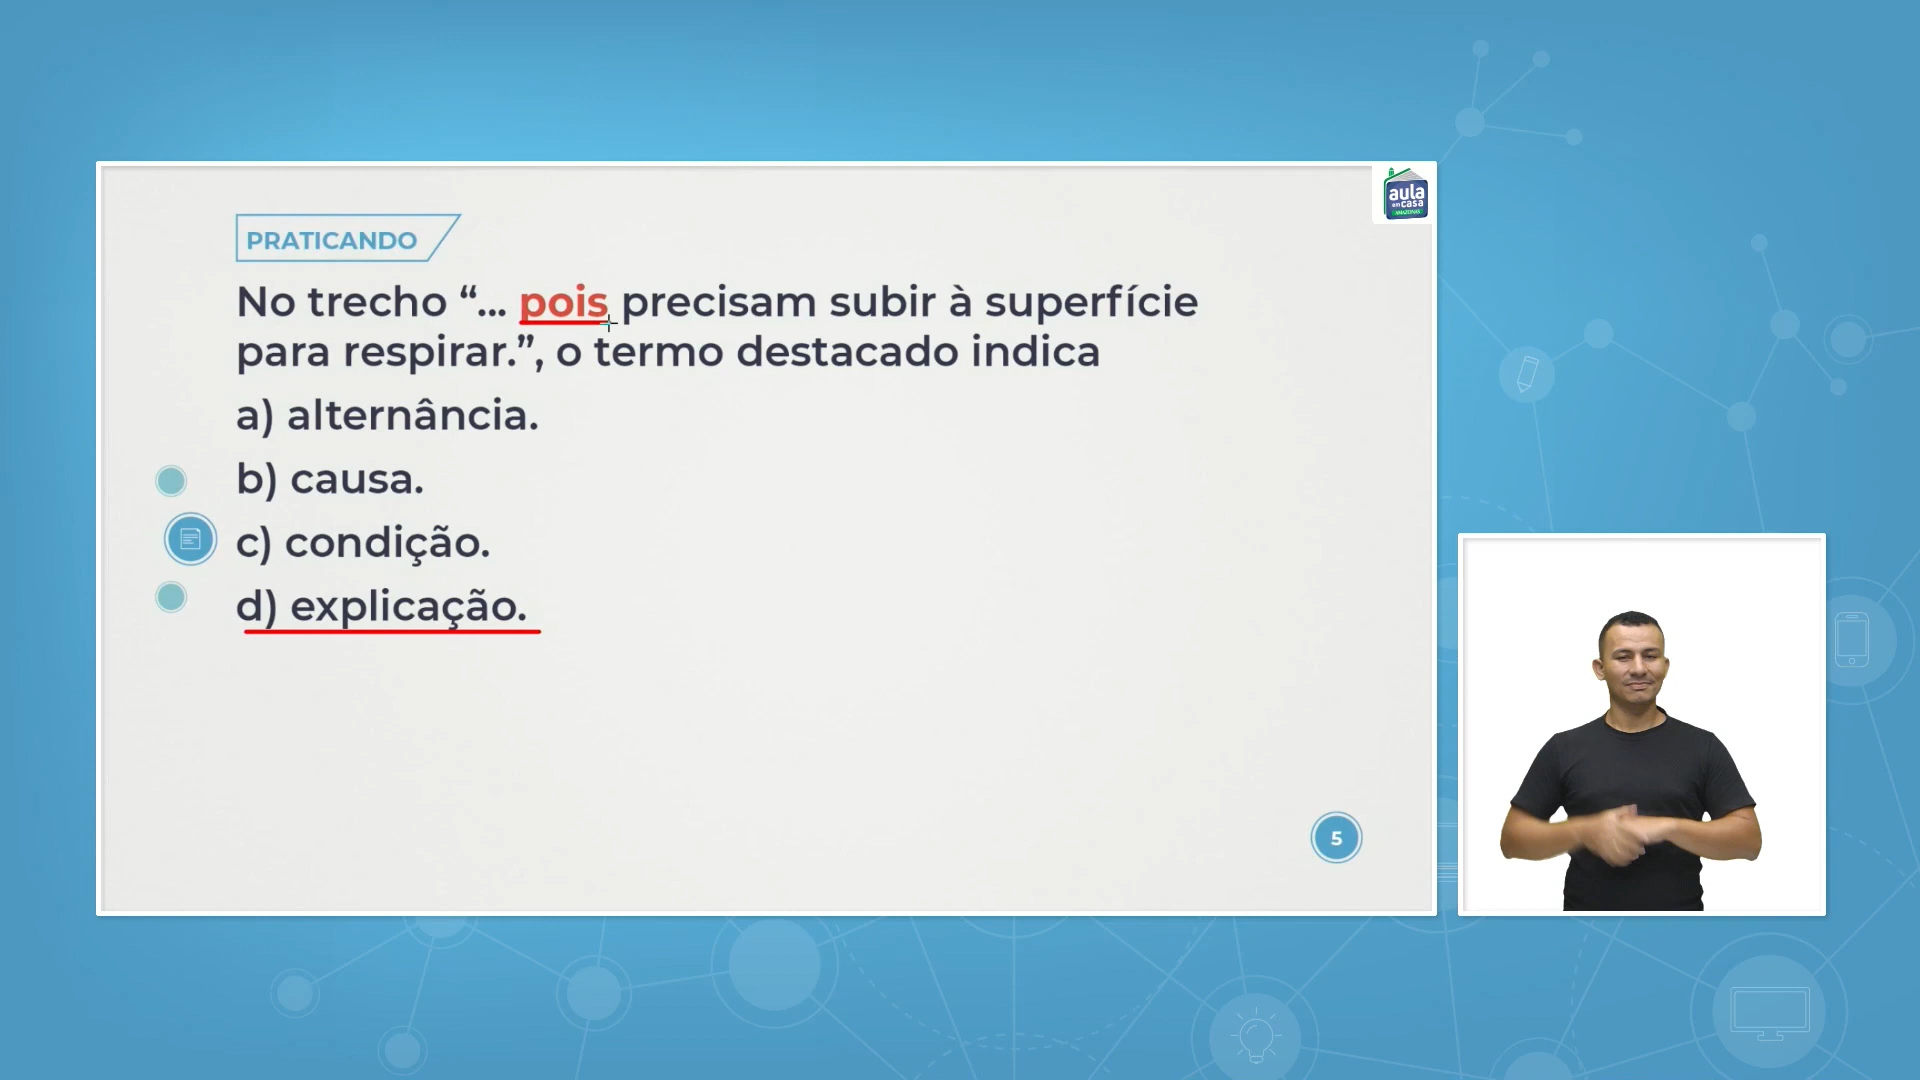 aula
em casa
AMAZONAS
PRATICANDO
No trecho “... pois precisam subir à superfície
para respirar.”, o termo destacado indica
a) alternância.
b) causa.
c) condição.
d) explicação.
5